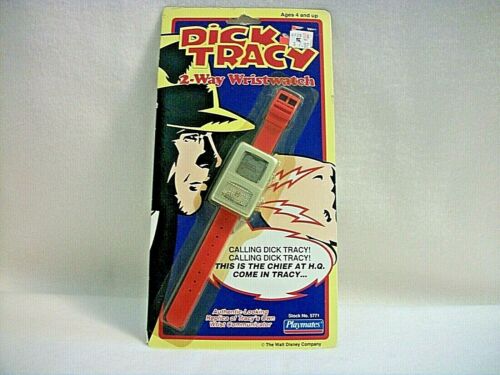 Ages 4 and up
DICK
TRACY
2-Way Wristwatch
CALLING DICK TRACY!
CALLING DICK TRACY!
THIS IS THE CHIEF AT H.Q.
COME IN TRACY...
Authentic-Looking
Replica of Tracy's Own
Wrist Communicator
Stock No. 5771
Playmates
© The Walt Disney Company